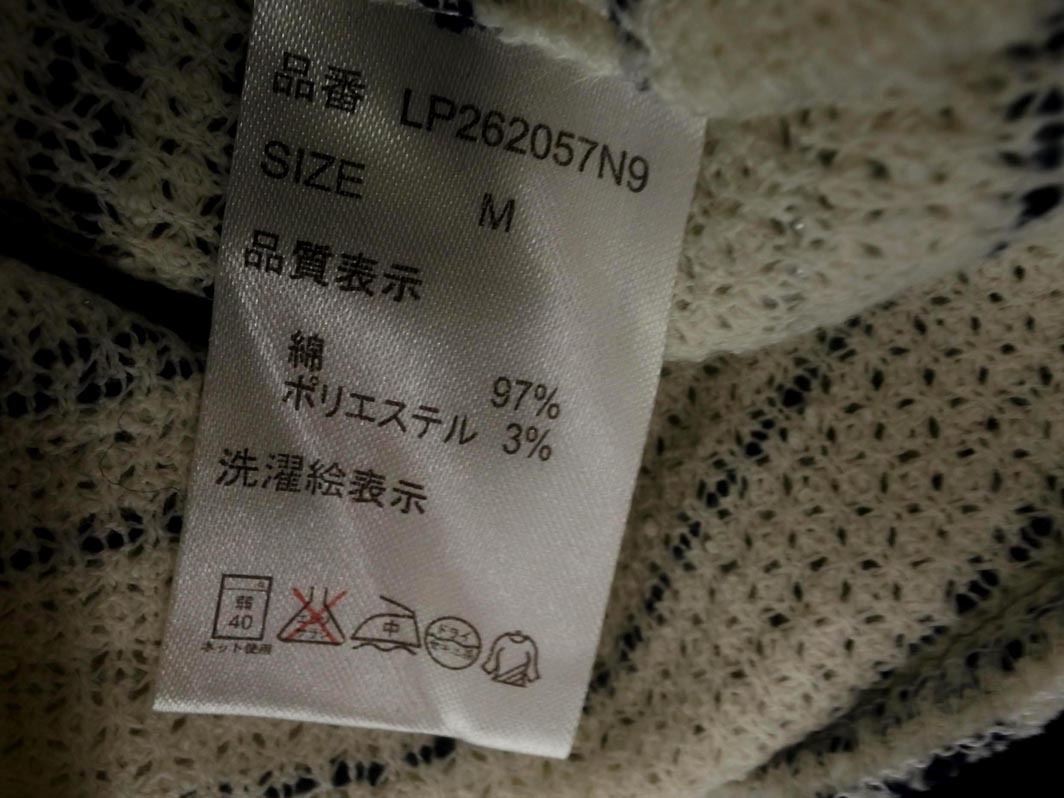 品番 LP262057N9
SIZE M
品質表示
綿 97%
ポリエステル 3%
洗濯絵表示
弱
40
ネット使用
中
ドライ